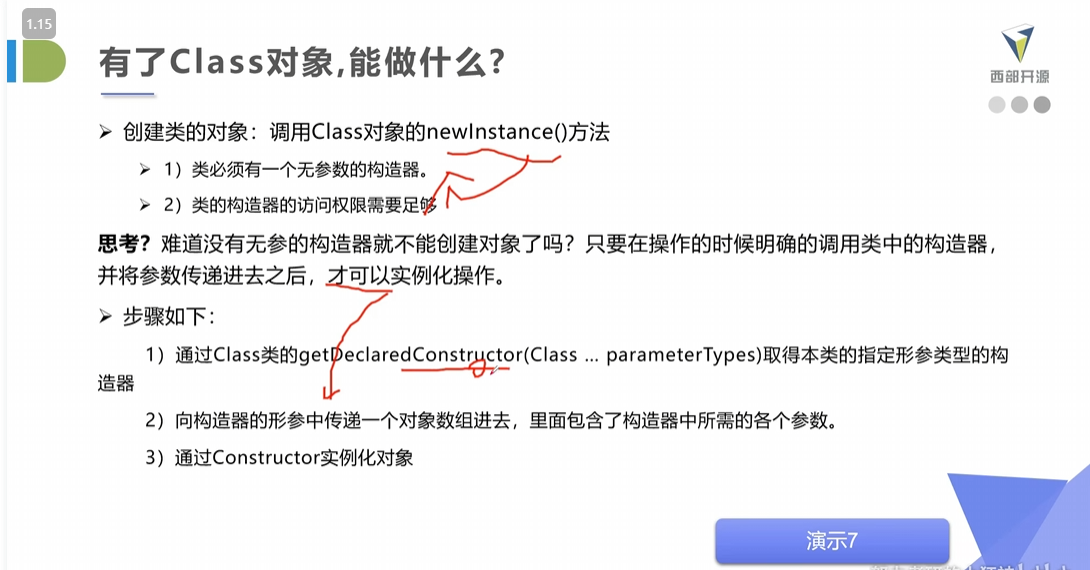 1.15
有了Class对象,能做什么?
西部开源
创建类的对象：调用Class对象的newInstance()方法
1）类必须有一个无参数的构造器。
2）类的构造器的访问权限需要足够
思考？难道没有无参的构造器就不能创建对象了吗？只要在操作的时候明确的调用类中的构造器，
并将参数传递进去之后，才可以实例化操作。
步骤如下：
1）通过Class类的getDeclaredConstructor(Class … parameterTypes)取得本类的指定形参类型的构
造器
2）向构造器的形参中传递一个对象数组进去，里面包含了构造器中所需的各个参数。
3）通过Constructor实例化对象
演示7